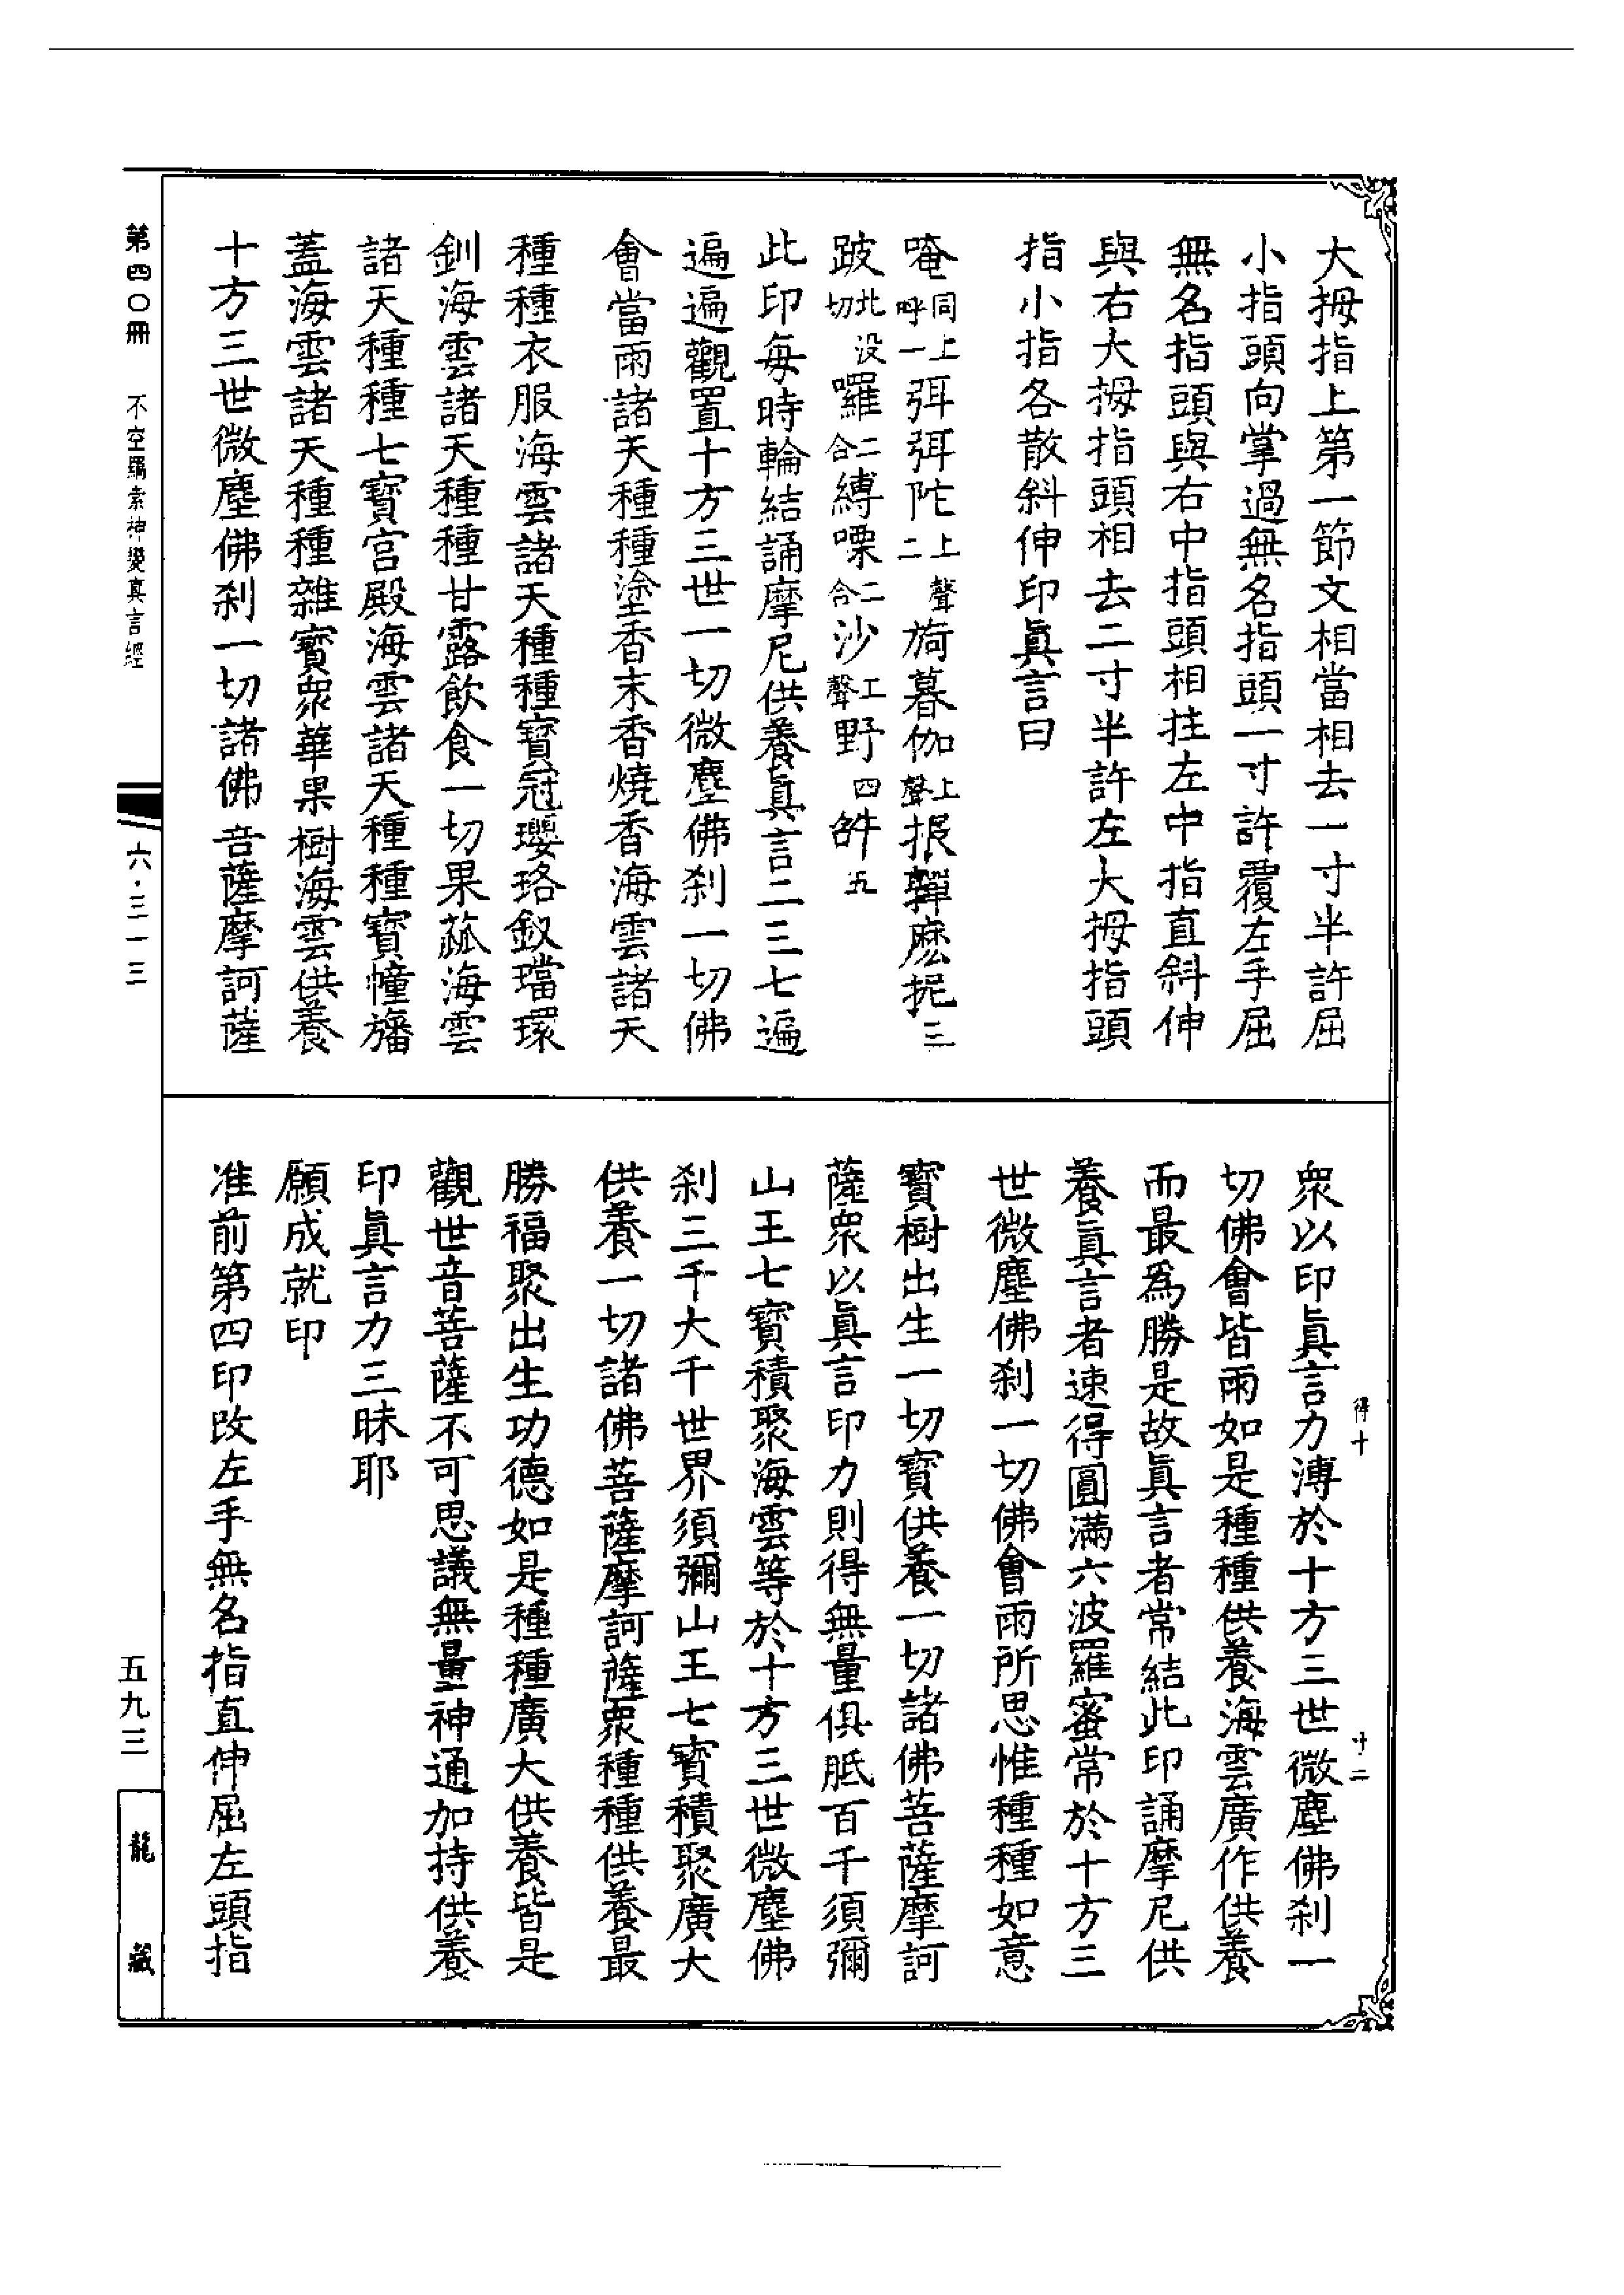 大拇指上第一節文相當相去一寸半許屈
小指頭向掌過無名指頭一寸許覆左手屈
無名指頭與右中指頭相拄左中指直斜伸
與右大拇指頭相去二寸半許左大拇指頭
指小指各散斜伸印眞言曰
唵同上呼一弭弭陀上聲二旖暮伽上聲抧韗麽抳三
跛北没切囉二合縛㗚二合沙工聲野四𤙖五
此印每時輪結誦摩尼供養眞言二三七遍
遍遍觀置十方三世一切微塵佛刹一切佛
會當雨諸天種種塗香末香燒香海雲諸天
種種衣服海雲諸天種種寶冠瓔珞釵璫環
釧海雲諸天種種甘露飲食一切果蓏海雲
諸天種種七寶宮殿海雲諸天種種寶幢旛
蓋海雲諸天種種雜寶衆華果樹海雲供養
十方三世微塵佛刹一切諸佛菩薩摩訶薩
衆以印眞言力溥於十方三世微塵佛刹一
切佛會皆雨如是種種供養海雲廣作供養
而最爲勝是故眞言者常結此印誦摩尼供
養眞言者速得圓滿六波羅蜜常於十方三
世微塵佛刹一切佛會雨所思惟種種如意
寶樹出生一切寶供養一切諸佛菩薩摩訶
薩衆以眞言印力則得無量俱胝百千須彌
山王七寶積聚海雲等於十方三世微塵佛
刹三千大千世界須彌山王七寶積聚廣大
供養一切諸佛菩薩摩訶薩衆種種供養最
勝福聚出生功德如是種種廣大供養皆是
觀世音菩薩不可思議無量神通加持供養
印眞言力三昧耶
願成就印
准前第四印改左手無名指直伸屈左頭指
得十
十二
第四〇冊 不空羂索神變真言經
六·三一三
五九三
龍藏